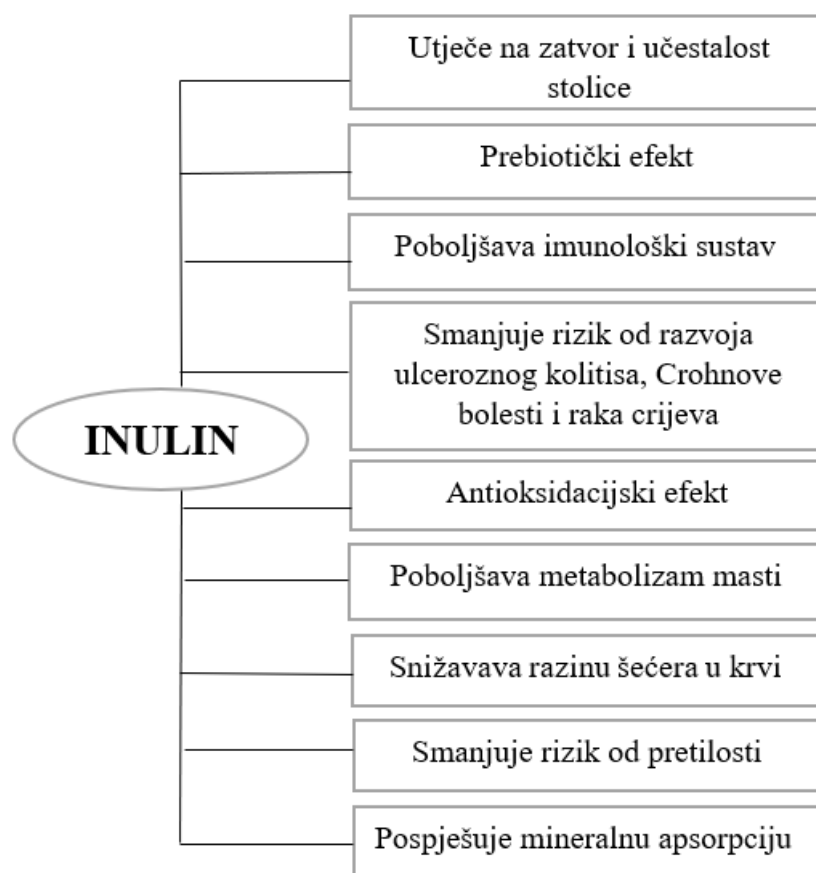 Utječe na zatvor i učestalost
stolice
Prebiotički efekt
Poboljšava imunološki sustav
Smanjuje rizik od razvoja
ulceroznog kolitisa, Crohnove
bolesti i raka crijeva
INULIN
Antioksidacijski efekt
Poboljšava metabolizam masti
Snižavava razinu šećera u krvi
Smanjuje rizik od pretilosti
Pospješuje mineralnu apsorpciju